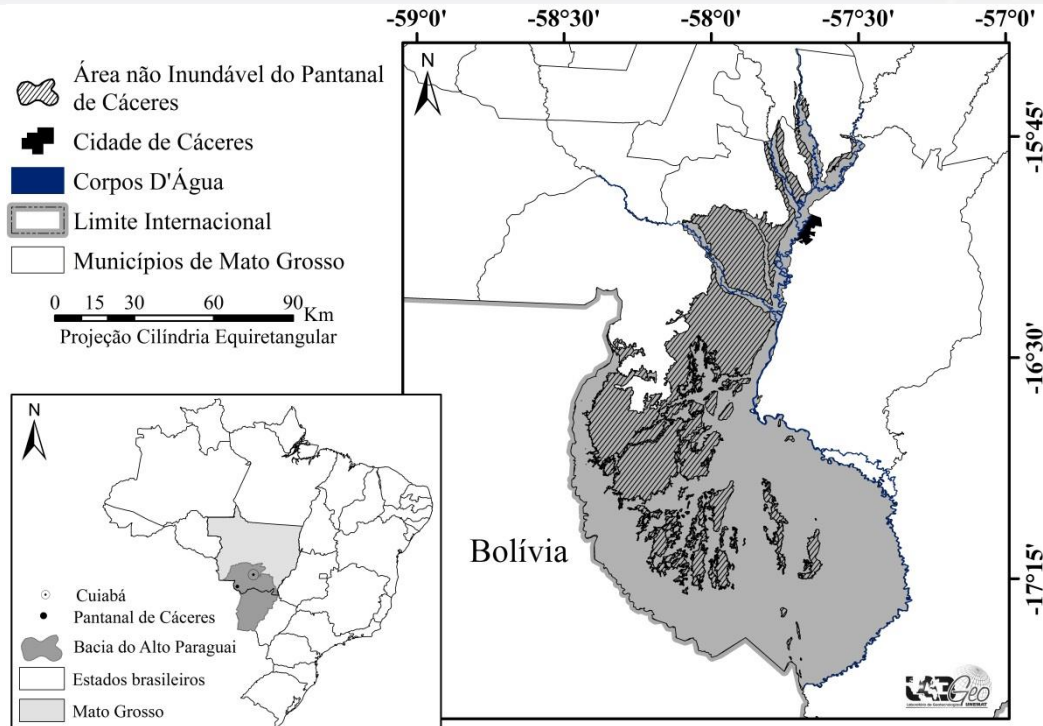 -59°0'
-58°30'
-58°0'
-57°30'
-57°0'
N
Área não Inundável do Pantanal
de Cáceres
Cidade de Cáceres
Corpos D'Água
Limite Internacional
Municípios de Mato Grosso
0 15 30 60 90
Km
Projeção Cilíndria Equiretangular
-15°45'
-16°30'
-17°15'
Bolívia
N
Cuiabá
Pantanal de Cáceres
Bacia do Alto Paraguai
Estados brasileiros
Mato Grosso
Geo
UNEMAT